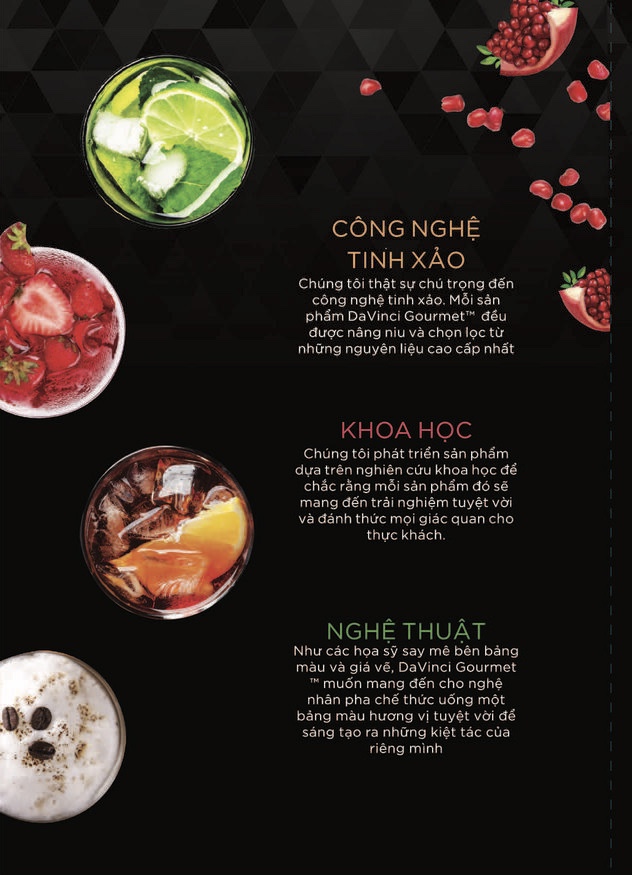 CÔNG NGHỆ
TINH XẢO
Chúng tôi thật sự chú trọng đến
công nghệ tinh xảo. Mỗi sản
phẩm DaVinci Gourmet™ đều
được nâng niu và chọn lọc từ
những nguyên liệu cao cấp nhất
KHOA HỌC
Chúng tôi phát triển sản phẩm
dựa trên nghiên cứu khoa học để
chắc rằng mỗi sản phẩm đó sẽ
mang đến trải nghiệm tuyệt vời
và đánh thức mọi giác quan cho
thực khách.
NGHỆ THUẬT
Như các họa sỹ say mê bên bảng
màu và giá vẽ, DaVinci Gourmet
™ muốn mang đến cho nghệ
nhân pha chế thức uống một
bảng màu hương vị tuyệt vời để
sáng tạo ra những kiệt tác của
riêng mình